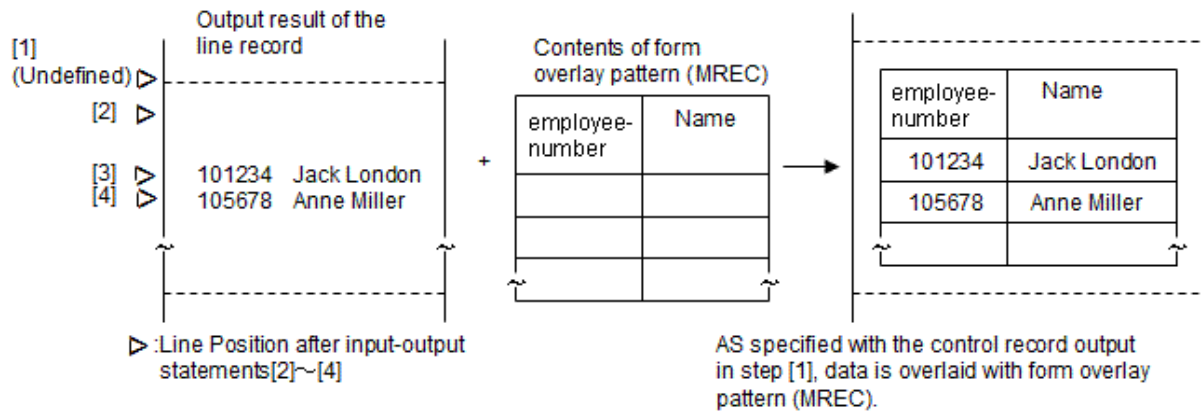 Output result of the
line record
[1]
(Undefined)
[2]
[3]
[4]
101234 Jack London
105678 Anne Miller
~ ~
▷ :Line Position after input-output
statements[2]～[4]
+
Contents of form
overlay pattern (MREC)
employee-
number
Name
~ ~
employee-
number
Name
101234 Jack London
105678 Anne Miller
~ ~
AS specified with the control record output
in step [1], data is overlaid with form overlay
pattern (MREC).